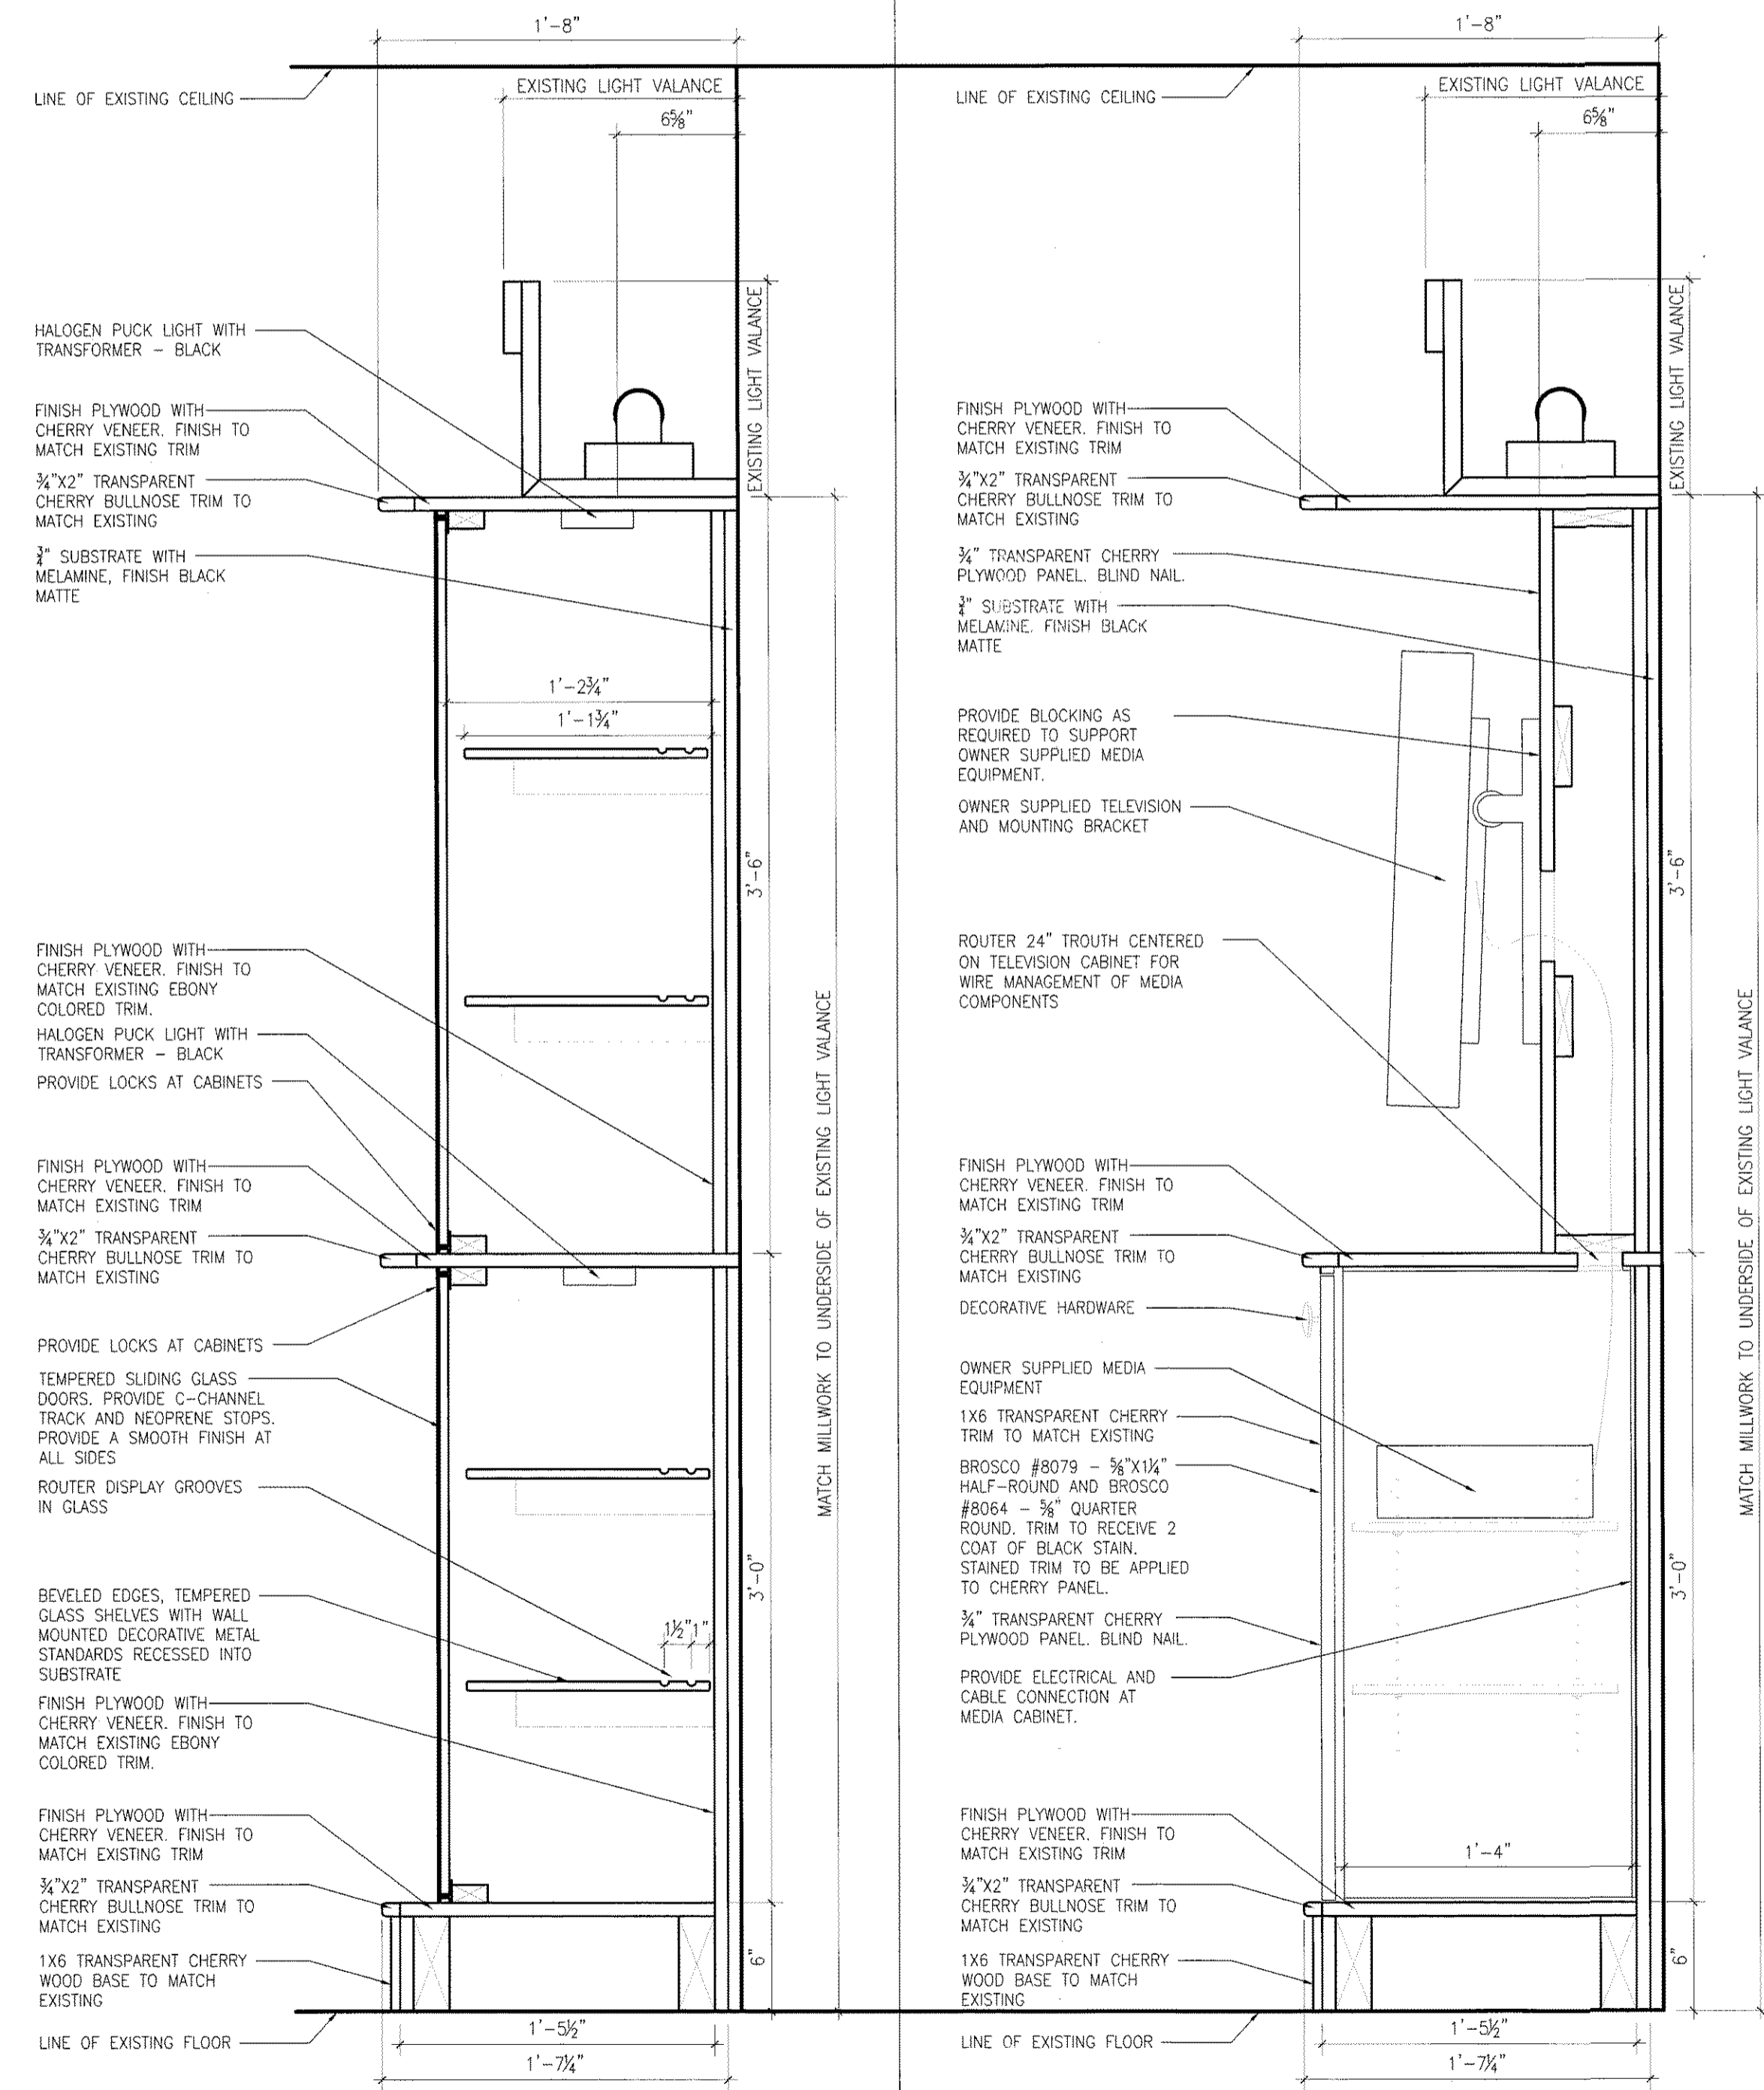 1'-8"
LINE OF EXISTING CEILING
EXISTING LIGHT VALANCE
6⅝"
EXISTING LIGHT VALANCE
HALOGEN PUCK LIGHT WITH
TRANSFORMER – BLACK
FINISH PLYWOOD WITH
CHERRY VENEER. FINISH TO
MATCH EXISTING TRIM
¾"X2" TRANSPARENT
CHERRY BULLNOSE TRIM TO
MATCH EXISTING
¾" SUBSTRATE WITH
MELAMINE, FINISH BLACK
MATTE
1'-2¾"
1'-1¾"
3'-6"
FINISH PLYWOOD WITH
CHERRY VENEER. FINISH TO
MATCH EXISTING EBONY
COLORED TRIM.
HALOGEN PUCK LIGHT WITH
TRANSFORMER – BLACK
PROVIDE LOCKS AT CABINETS
MATCH MILLWORK TO UNDERSIDE OF EXISTING LIGHT VALANCE
FINISH PLYWOOD WITH
CHERRY VENEER. FINISH TO
MATCH EXISTING TRIM
¾"X2" TRANSPARENT
CHERRY BULLNOSE TRIM TO
MATCH EXISTING
PROVIDE LOCKS AT CABINETS
TEMPERED SLIDING GLASS
DOORS. PROVIDE C-CHANNEL
TRACK AND NEOPRENE STOPS.
PROVIDE A SMOOTH FINISH AT
ALL SIDES
ROUTER DISPLAY GROOVES
IN GLASS
3'-0"
BEVELED EDGES, TEMPERED
GLASS SHELVES WITH WALL
MOUNTED DECORATIVE METAL
STANDARDS RECESSED INTO
SUBSTRATE
1½" 1"
FINISH PLYWOOD WITH
CHERRY VENEER. FINISH TO
MATCH EXISTING EBONY
COLORED TRIM.
FINISH PLYWOOD WITH
CHERRY VENEER. FINISH TO
MATCH EXISTING TRIM
¾"X2" TRANSPARENT
CHERRY BULLNOSE TRIM TO
MATCH EXISTING
1X6 TRANSPARENT CHERRY
WOOD BASE TO MATCH
EXISTING
6"
LINE OF EXISTING FLOOR
1'-5½"
1'-7¼"
1'-8"
LINE OF EXISTING CEILING
EXISTING LIGHT VALANCE
6⅝"
EXISTING LIGHT VALANCE
FINISH PLYWOOD WITH
CHERRY VENEER. FINISH TO
MATCH EXISTING TRIM
¾"X2" TRANSPARENT
CHERRY BULLNOSE TRIM TO
MATCH EXISTING
¾" TRANSPARENT CHERRY
PLYWOOD PANEL. BLIND NAIL.
¾" SUBSTRATE WITH
MELAMINE. FINISH BLACK
MATTE
PROVIDE BLOCKING AS
REQUIRED TO SUPPORT
OWNER SUPPLIED MEDIA
EQUIPMENT.
OWNER SUPPLIED TELEVISION
AND MOUNTING BRACKET
3'-6"
ROUTER 24" TROUTH CENTERED
ON TELEVISION CABINET FOR
WIRE MANAGEMENT OF MEDIA
COMPONENTS
MATCH MILLWORK TO UNDERSIDE OF EXISTING LIGHT VALANCE
FINISH PLYWOOD WITH
CHERRY VENEER. FINISH TO
MATCH EXISTING TRIM
¾"X2" TRANSPARENT
CHERRY BULLNOSE TRIM TO
MATCH EXISTING
DECORATIVE HARDWARE
OWNER SUPPLIED MEDIA
EQUIPMENT
1X6 TRANSPARENT CHERRY
TRIM TO MATCH EXISTING
BROSCO #8079 – ⅝"X1¼"
HALF-ROUND AND BROSCO
#8064 – ⅝" QUARTER
ROUND. TRIM TO RECEIVE 2
COAT OF BLACK STAIN.
STAINED TRIM TO BE APPLIED
TO CHERRY PANEL.
3'-0"
¾" TRANSPARENT CHERRY
PLYWOOD PANEL. BLIND NAIL.
PROVIDE ELECTRICAL AND
CABLE CONNECTION AT
MEDIA CABINET.
FINISH PLYWOOD WITH
CHERRY VENEER. FINISH TO
MATCH EXISTING TRIM
1'-4"
¾"X2" TRANSPARENT
CHERRY BULLNOSE TRIM TO
MATCH EXISTING
1X6 TRANSPARENT CHERRY
WOOD BASE TO MATCH
EXISTING
6"
LINE OF EXISTING FLOOR
1'-5½"
1'-7¼"